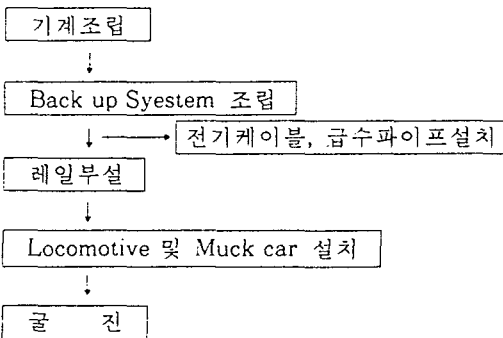 기계조립
Back up Syestem 조립
전기케이블, 급수파이프설치
레일부설
Locomotive 및 Muck car 설치
굴 진